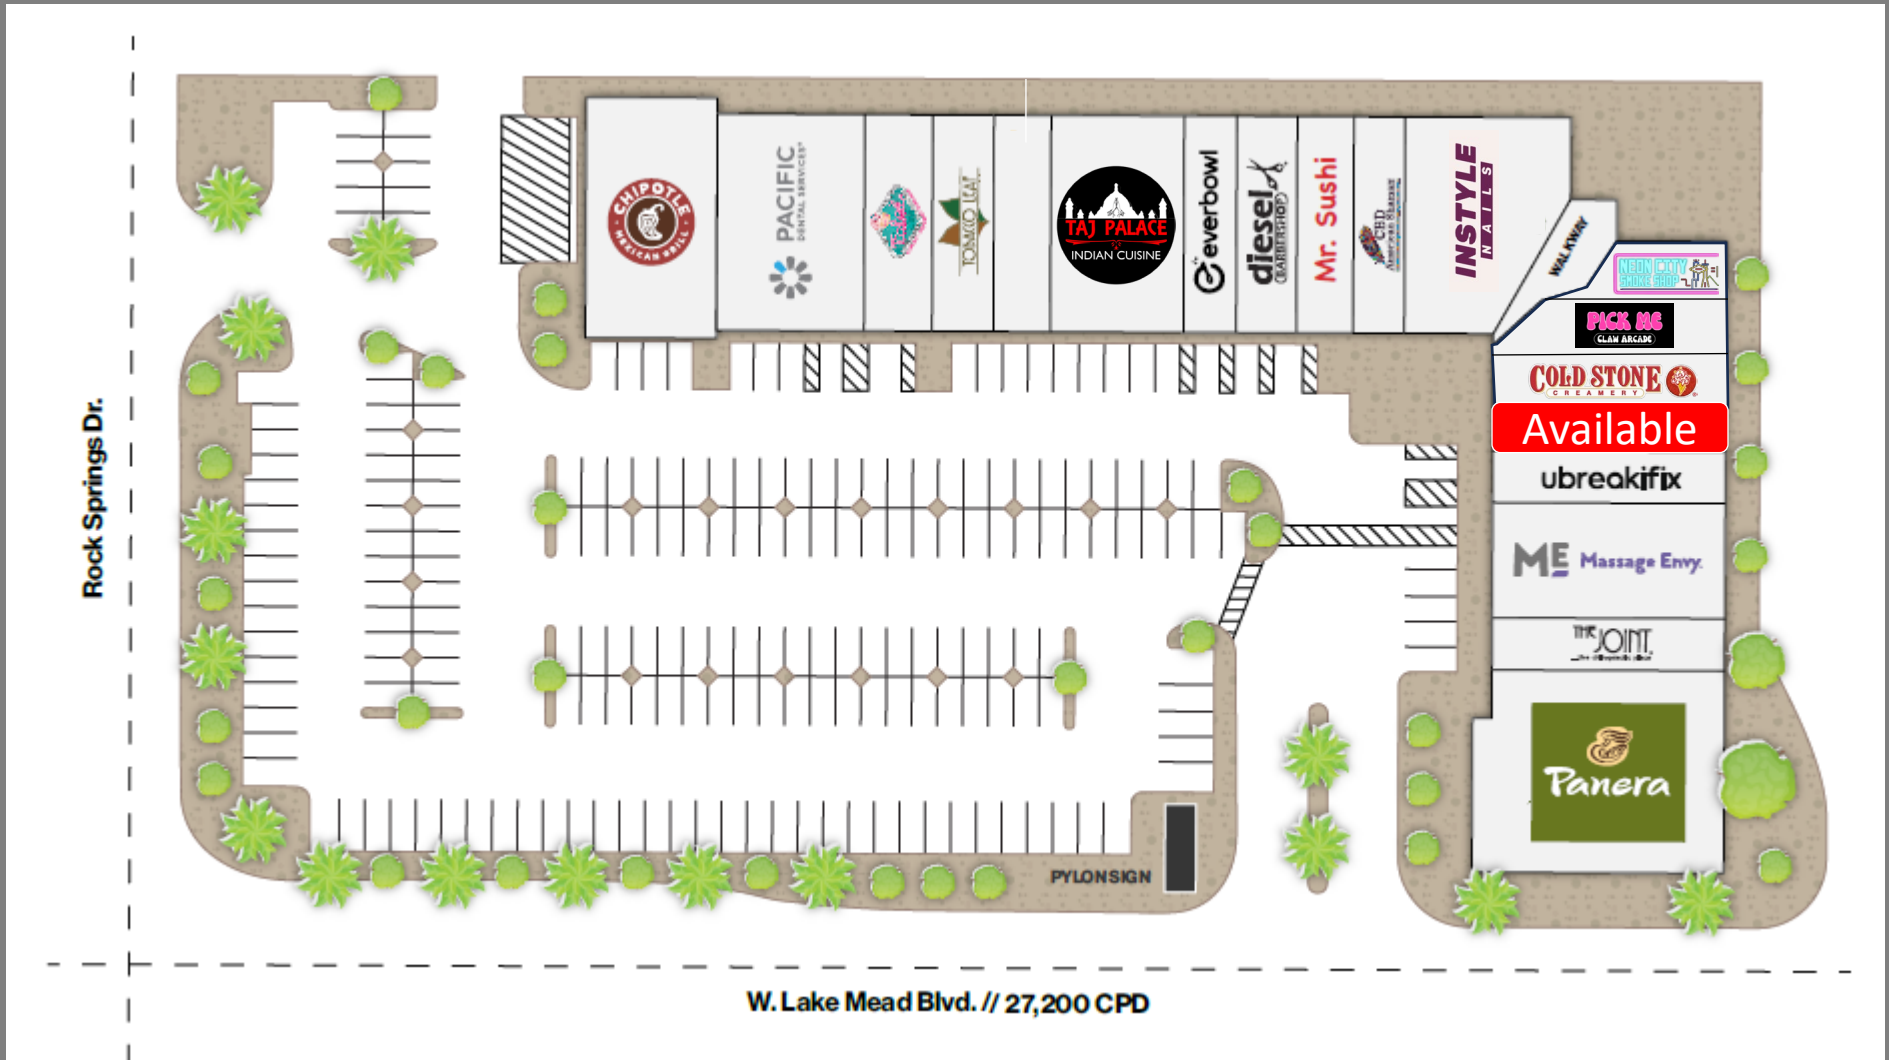 CHIPOTLE
MEXICAN GRILL
PACIFIC
DENTAL SERVICES®
TOBACCO LEAF
TAJ PALACE
INDIAN CUISINE
everbowl
diesel
BARBERSHOP
Mr. Sushi
CBD
American Shaman
INSTYLE
NAILS
WALKWAY
NEON CITY
SMOKE SHOP
PICK ME
CLAW ARCADE
COLD STONE
CREAMERY
Available
ubreakifix
ME Massage Envy.
THE JOINT
Panera
Rock Springs Dr.
PYLON SIGN
W. Lake Mead Blvd. // 27,200 CPD